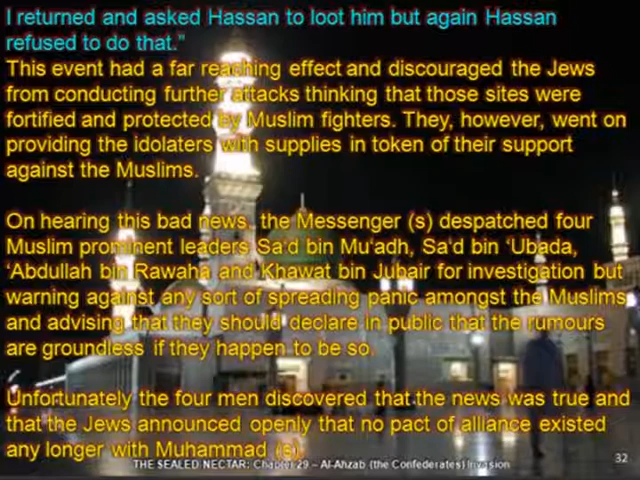 I returned and asked Hassan to loot him but again Hassan
refused to do that.”
This event had a far reaching effect and discouraged the Jews
from conducting further attacks thinking that those sites were
fortified and protected by Muslim fighters. They, however, went on
providing the idolaters with supplies in token of their support
against the Muslims.
On hearing this bad news, the Messenger (s) despatched four
Muslim prominent leaders Sa‘d bin Mu‘adh, Sa‘d bin ‘Ubada,
‘Abdullah bin Rawaha and Khawat bin Jubair for investigation but
warning against any sort of spreading panic amongst the Muslims
and advising that they should declare in public that the rumours
are groundless if they happen to be so.
Unfortunately the four men discovered that the news was true and
that the Jews announced openly that no pact of alliance existed
any longer with Muhammad (s).
THE SEALED NECTAR: Chapter 29 – Al-Ahzab (the Confederates) Invasion
32